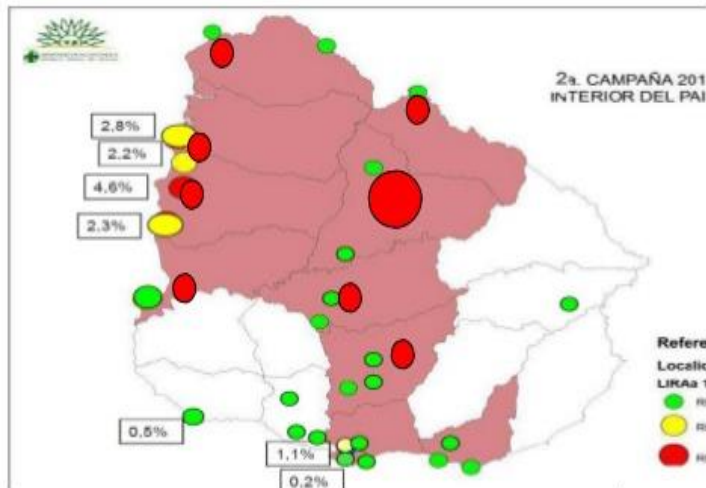 2a. CAMPAÑA 201
INTERIOR DEL PAI
2,8%
2.2%
4,6%
2.3%
0,5%
1,1%
0,2%
Refere
Localid
LIRAa 1
R
R
R